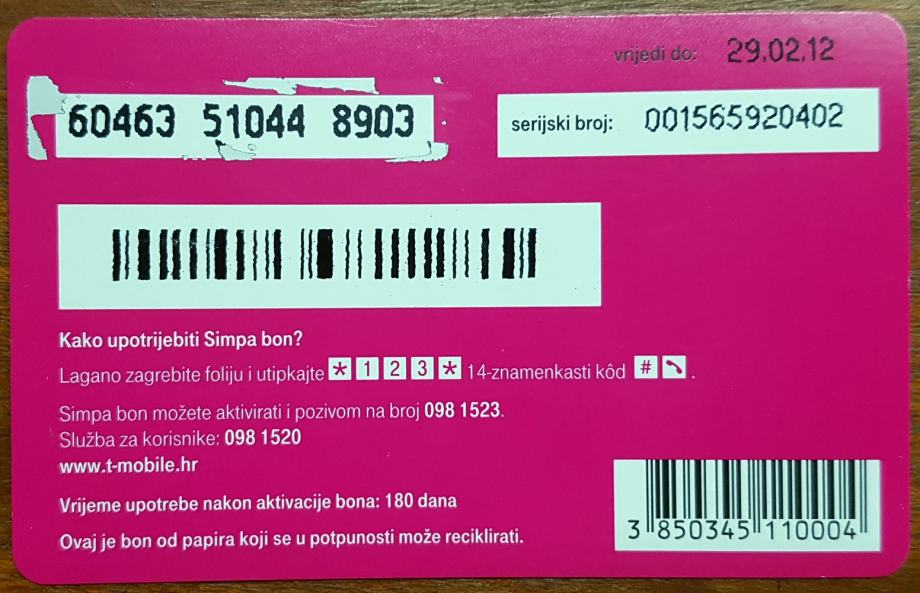 vrijedi do: 29.02.12
60463 51044 8903
serijski broj: 001565920402
Kako upotrijebiti Simpa bon?
Lagano zagrebite foliju i utipkajte *123* 14-znamenkasti kôd # .
Simpa bon možete aktivirati i pozivom na broj 098 1523.
Služba za korisnike: 098 1520
www.t-mobile.hr
Vrijeme upotrebe nakon aktivacije bona: 180 dana
Ovaj je bon od papira koji se u potpunosti može reciklirati.
3 850345 110004